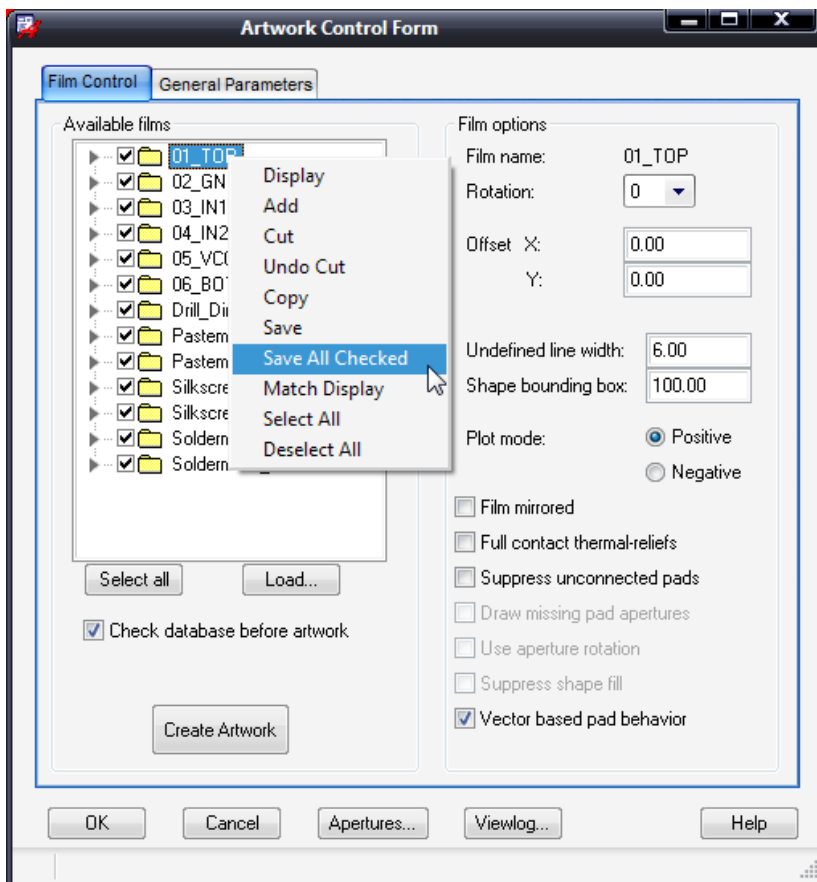 Artwork Control Form
Film Control
General Parameters
Available films
01_TOP
02_GN
03_IN1
04_IN2
05_VC
06_BOT
Drill_Dr
Pastem
Pastem
Silkscre
Silkscre
Soldern
Soldern
Display
Add
Cut
Undo Cut
Copy
Save
Save All Checked
Match Display
Select All
Deselect All
Select all
Load...
Check database before artwork
Create Artwork
Film options
Film name: 01_TOP
Rotation: 0
Offset X: 0.00
Y: 0.00
Undefined line width: 6.00
Shape bounding box: 100.00
Plot mode: Positive
Negative
Film mirrored
Full contact thermal-reliefs
Suppress unconnected pads
Draw missing pad apertures
Use aperture rotation
Suppress shape fill
Vector based pad behavior
OK
Cancel
Apertures...
Viewlog...
Help